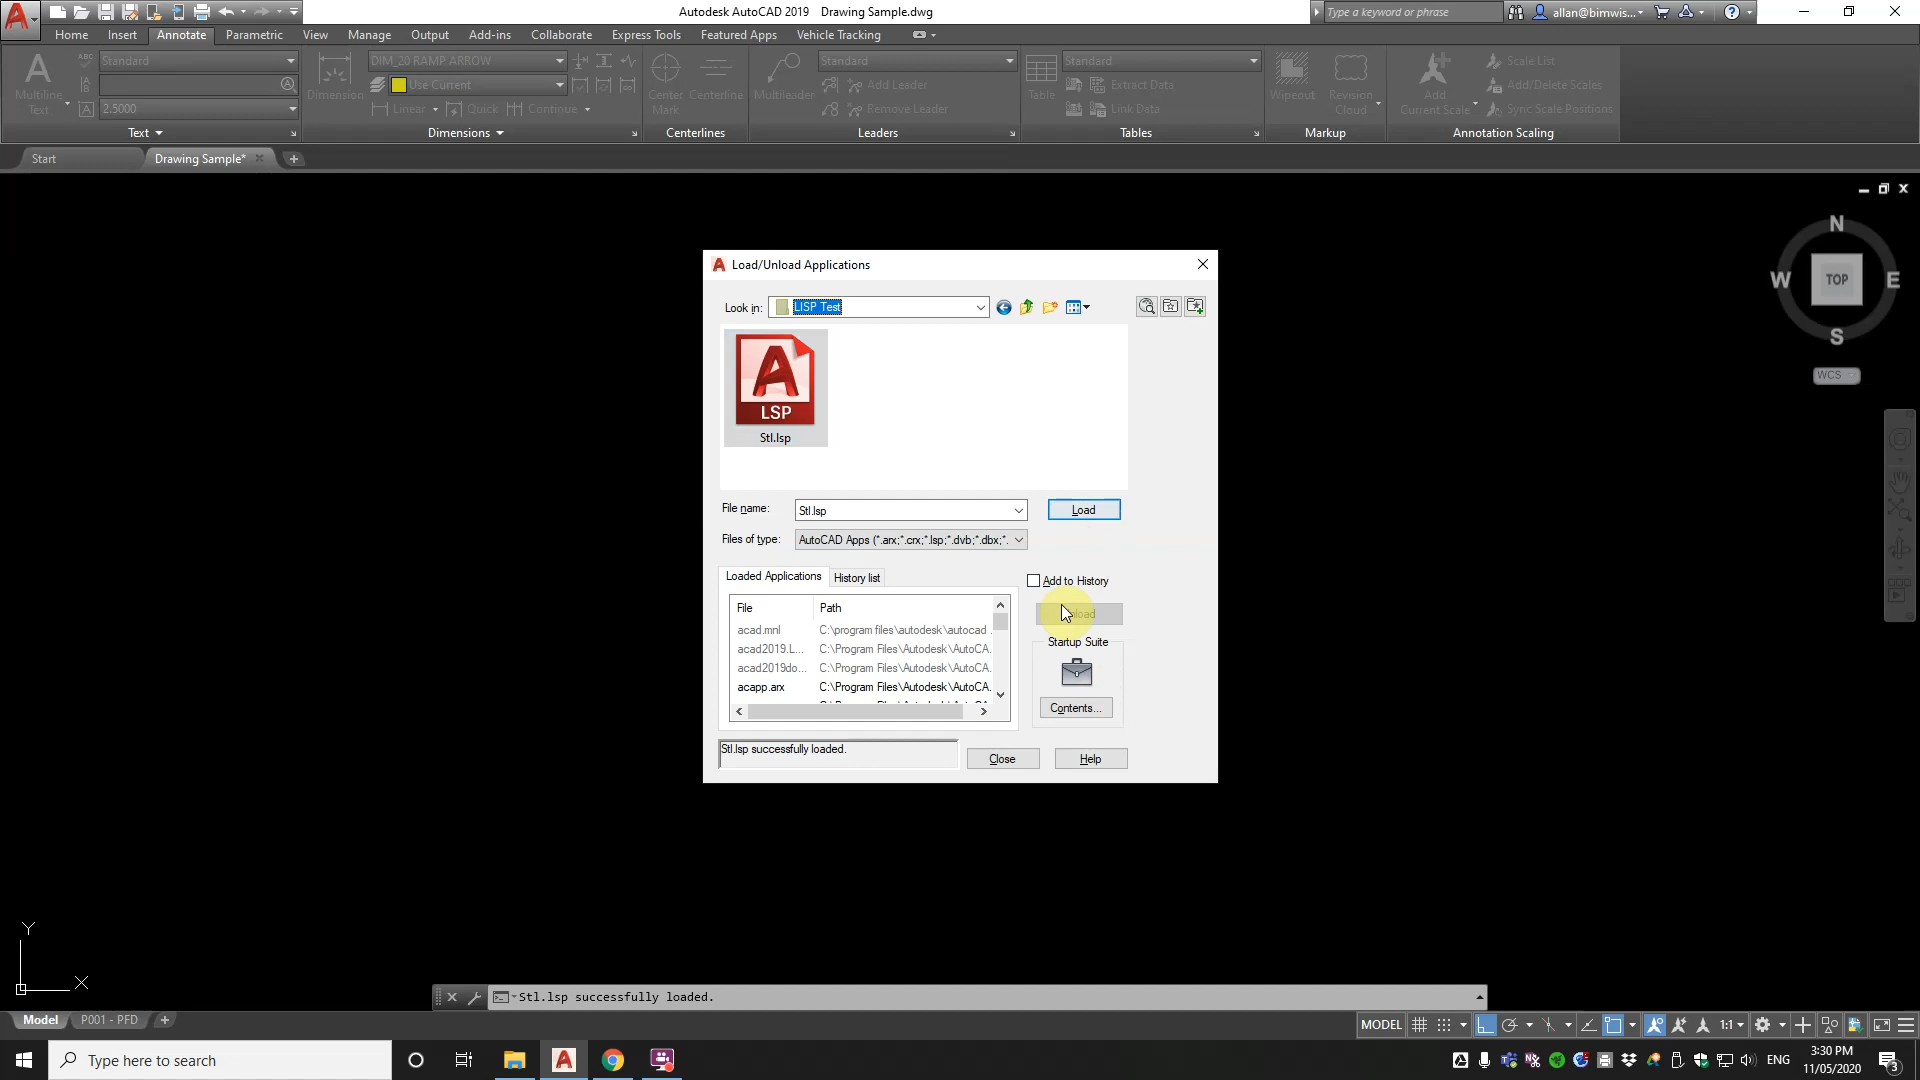 Autodesk AutoCAD 2019 Drawing Sample.dwg
Type a keyword or phrase
allan@bimwis...
Home Insert Annotate Parametric View Manage Output Add-ins Collaborate Express Tools Featured Apps Vehicle Tracking
Multiline
Text
ABC
Standard
2.5000
Text
Dimension
DIM_20 RAMP ARROW
Use Current
Linear Quick Continue
Dimensions
Center
Mark
Centerline
Centerlines
Multileader
Standard
Add Leader
Remove Leader
Leaders
Table
Standard
Extract Data
Link Data
Tables
Wipeout
Revision
Cloud
Markup
Add
Current Scale
Scale List
Add/Delete Scales
Sync Scale Positions
Annotation Scaling
Start
Drawing Sample*
N
W TOP E
S
WCS
Load/Unload Applications
Look in: LISP Test
LSP
Stl.lsp
File name: Stl.lsp Load
Files of type: AutoCAD Apps (*.arx;*.crx;*.lsp;*.dvb;*.dbx;*.
Loaded Applications History list
Add to History
File Path
acad.mnl C:\program files\autodesk\autocad .
acad2019.L... C:\Program Files\Autodesk\AutoCA.
acad2019do... C:\Program Files\Autodesk\AutoCA.
acapp.arx C:\Program Files\Autodesk\AutoCA.
Startup Suite
Contents...
Stl.lsp successfully loaded.
Close
Help
Y
X
Stl.lsp successfully loaded.
Model P001 - PFD
MODEL
1:1
Type here to search
ENG
3:30 PM
11/05/2020
3